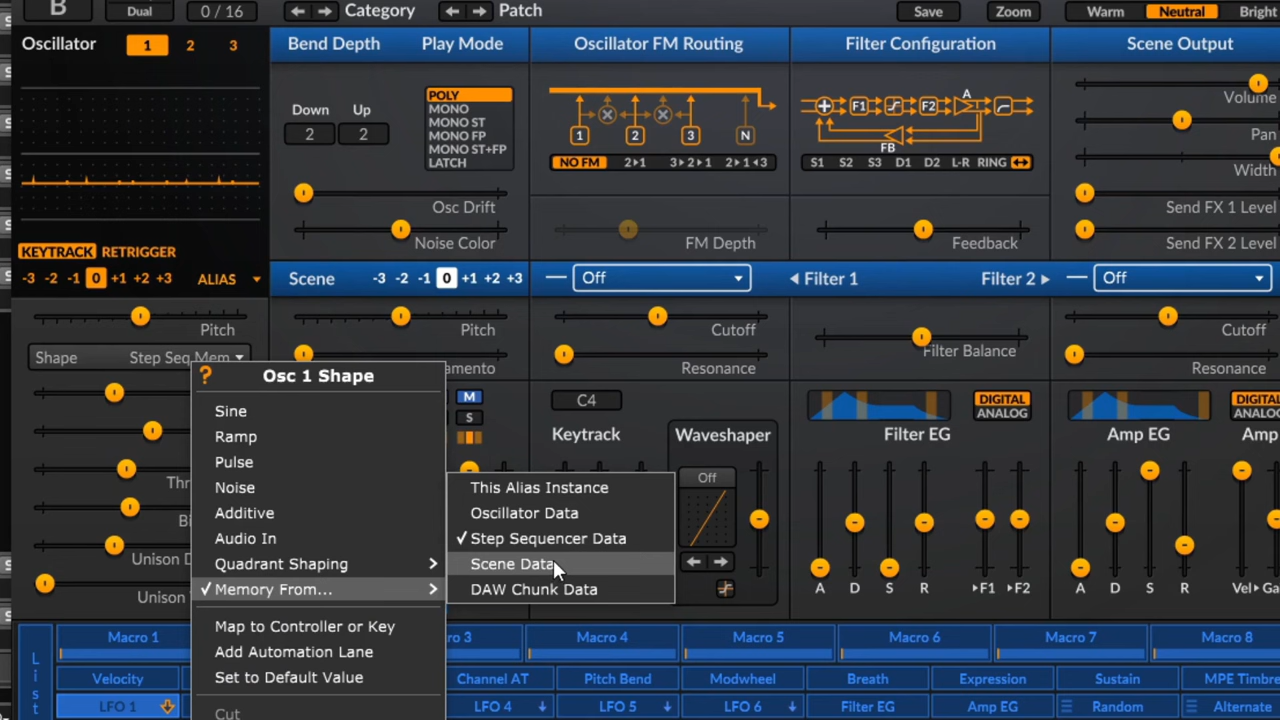 B
Dual
0 / 16
Category
Patch
Save
Zoom
Warm
Neutral
Bright
Oscillator
1
2
3
Bend Depth
Play Mode
Oscillator FM Routing
Filter Configuration
Scene Output
Down
Up
2
2
POLY
MONO
MONO ST
MONO FP
MONO ST+FP
LATCH
1
2
3
N
NO FM
2▸1
3▸2▸1
2▸1◂3
F1
F2
A
FB
S1
S2
S3
D1
D2
L-R
RING
Volume
Pan
Width
Send FX 1 Level
Send FX 2 Level
Osc Drift
Noise Color
FM Depth
Feedback
KEYTRACK
RETRIGGER
-3 -2 -1 0 +1 +2 +3
ALIAS
Scene
-3 -2 -1 0 +1 +2 +3
Off
Filter 1
Filter 2
Off
Pitch
Pitch
Cutoff
Filter Balance
Cutoff
Shape
Step Seq Mem
amento
Resonance
Resonance
Thr
Bi
Unison D
Unison
? Osc 1 Shape
Sine
Ramp
Pulse
Noise
Additive
Audio In
Quadrant Shaping
✓Memory From...
Map to Controller or Key
Add Automation Lane
Set to Default Value
Cut
This Alias Instance
Oscillator Data
✓Step Sequencer Data
Scene Data
DAW Chunk Data
M
S
C4
Keytrack
Waveshaper
Off
DIGITAL
ANALOG
Filter EG
DIGITAL
ANALOG
Amp EG
Amp
A
D
S
R
▸F1
▸F2
A
D
S
R
Vel▸Ga
List
Macro 1
ro 3
Macro 4
Macro 5
Macro 6
Macro 7
Macro 8
Velocity
Channel AT
Pitch Bend
Modwheel
Breath
Expression
Sustain
MPE Timbre
LFO 1
LFO 4
LFO 5
LFO 6
Filter EG
Amp EG
Random
Alternate